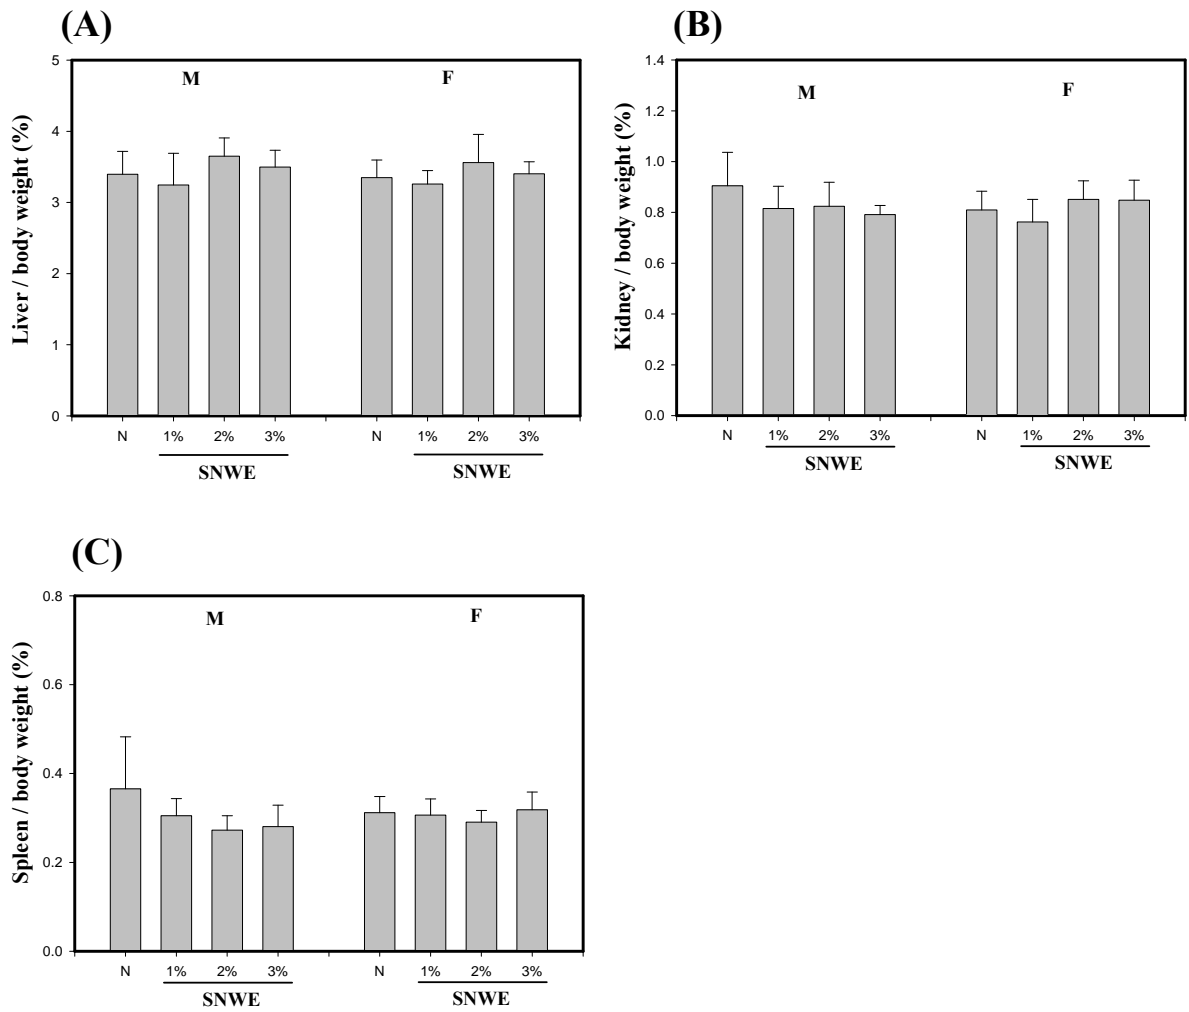 (A)
Liver / body weight (%)
5
4
3
2
1
0
M
F
N 1% 2% 3% N 1% 2% 3%
SNWE SNWE
(B)
Kidney / body weight (%)
1.4
1.2
1.0
0.8
0.6
0.4
0.2
0.0
M
F
N 1% 2% 3% N 1% 2% 3%
SNWE SNWE
(C)
Spleen / body weight (%)
0.8
0.6
0.4
0.2
0.0
M
F
N 1% 2% 3% N 1% 2% 3%
SNWE SNWE